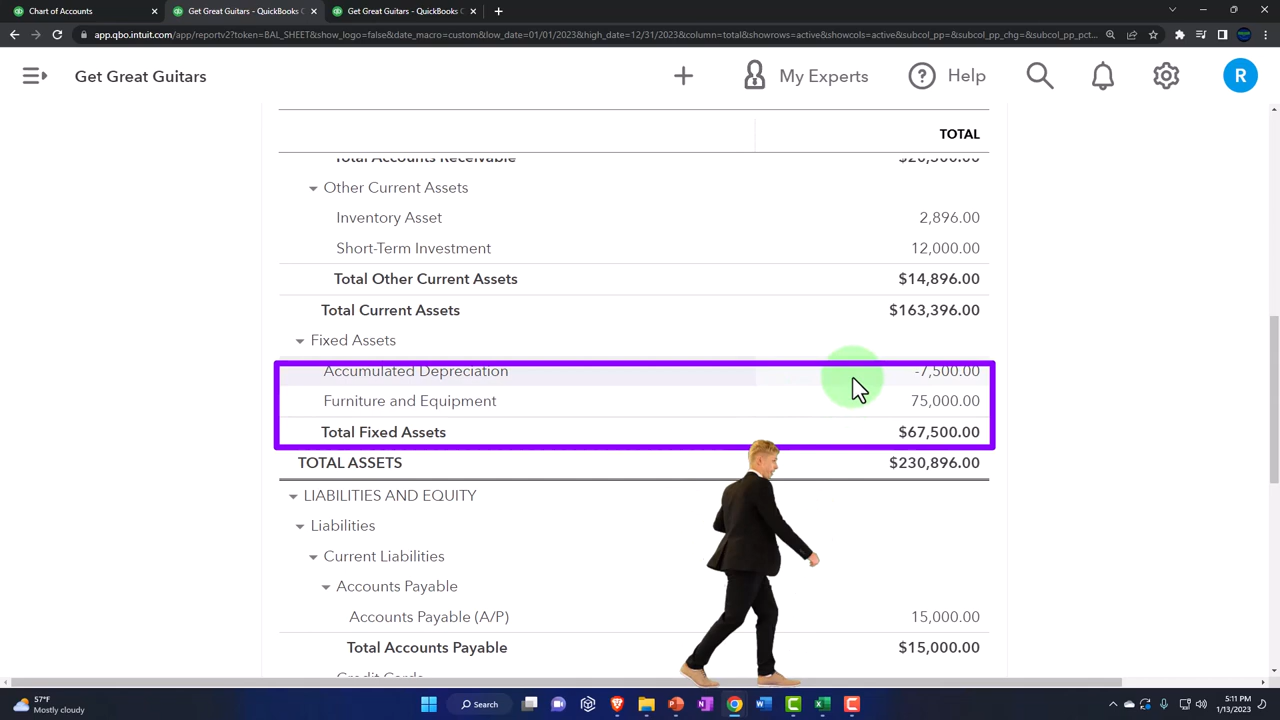 Chart of Accounts
Get Great Guitars - QuickBooks C
Get Great Guitars - QuickBooks C
app.qbo.intuit.com/app/reportv2?token=BAL_SHEET&show_logo=false&date_macro=custom&low_date=01/01/2023&high_date=12/31/2023&column=total&showrows=active&showcols=active&subcol_pp=&subcol_pp_chg=&subcol_pp_pct...
Get Great Guitars
My Experts
Help
R
TOTAL
Total Accounts Receivable
Other Current Assets
Inventory Asset 2,896.00
Short-Term Investment 12,000.00
Total Other Current Assets $14,896.00
Total Current Assets $163,396.00
Fixed Assets
Accumulated Depreciation -7,500.00
Furniture and Equipment 75,000.00
Total Fixed Assets $67,500.00
TOTAL ASSETS $230,896.00
LIABILITIES AND EQUITY
Liabilities
Current Liabilities
Accounts Payable
Accounts Payable (A/P) 15,000.00
Total Accounts Payable $15,000.00
57°F
Mostly cloudy
Search
5:11 PM
1/13/2023